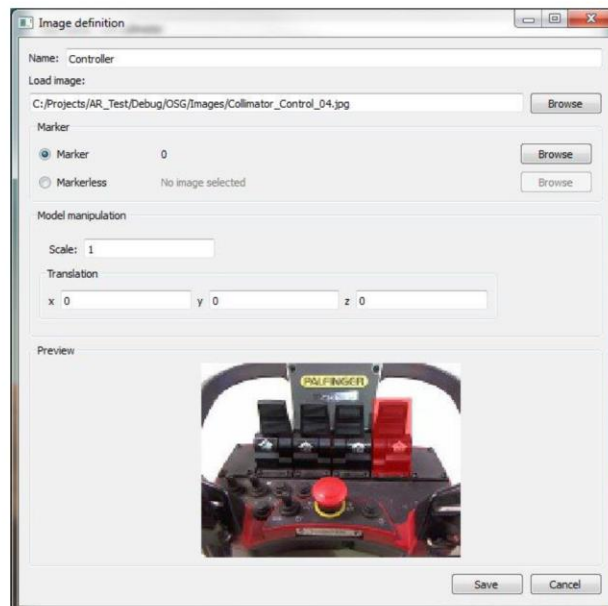 Image definition
Name: Controller
Load image:
C:/Projects/AR_Test/Debug/OSG/Images/Collimator_Control_04.jpg Browse
Marker
Marker 0 Browse
Markerless No image selected Browse
Model manipulation
Scale: 1
Translation
x 0 y 0 z 0
Preview
PALFINGER
Save Cancel